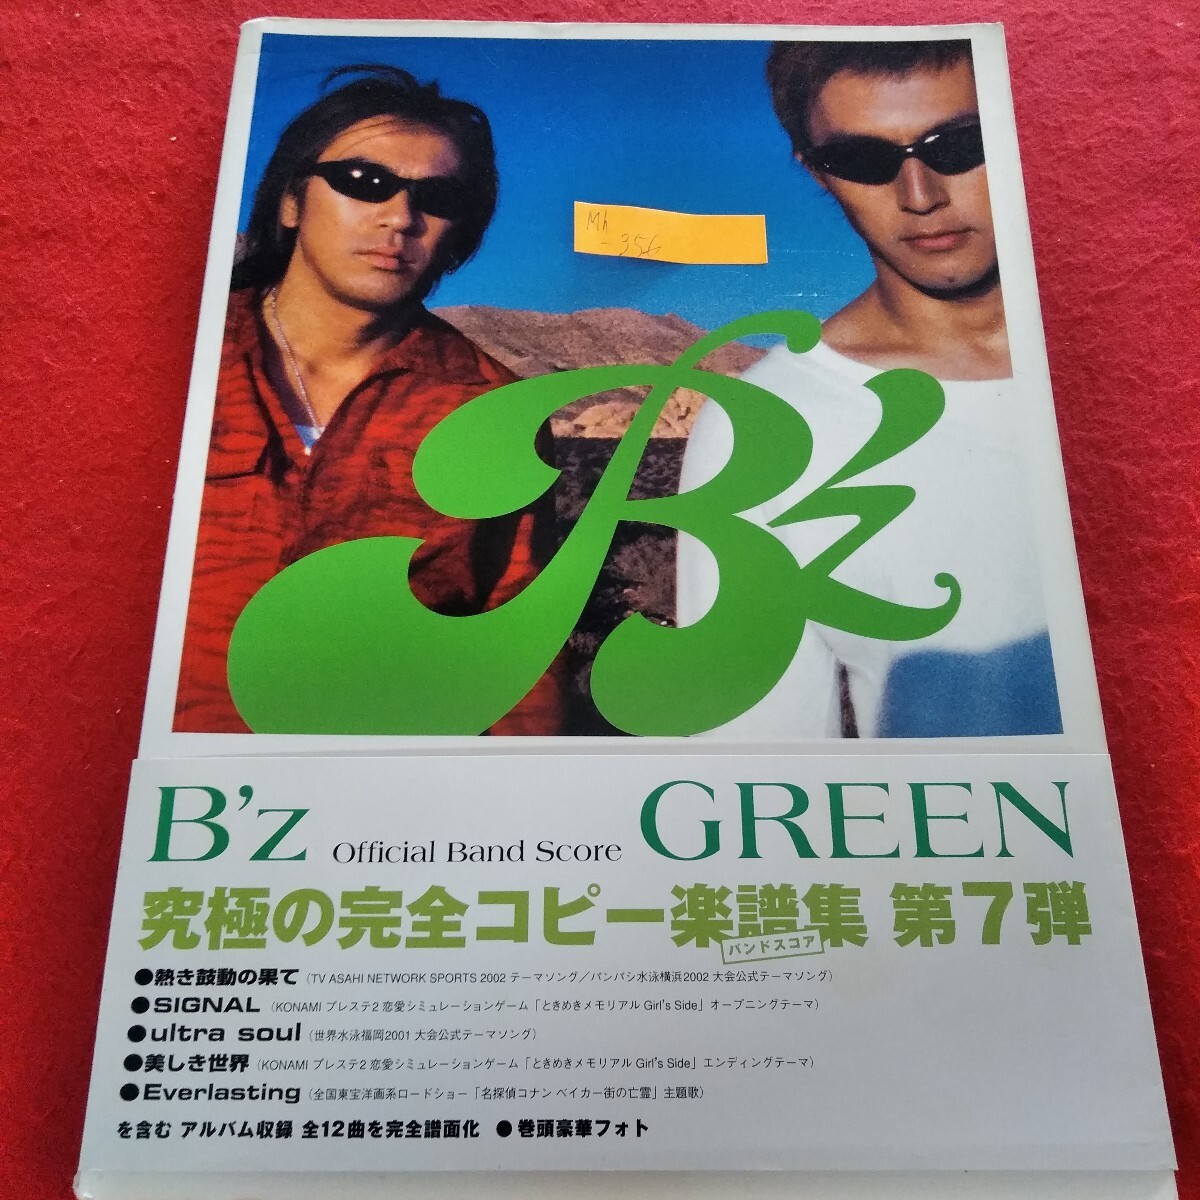 Mh
-356
B'z
B'z Official Band Score GREEN
究極の完全コピー楽譜集 第7弾
バンドスコア
●熱き鼓動の果て(TV ASAHI NETWORK SPORTS 2002 テーマソング/パンパシ水泳横浜2002 大会公式テーマソング)
●SIGNAL(KONAMI プレステ2 恋愛シミュレーションゲーム「ときめきメモリアル Girl's Side」オープニングテーマ)
●ultra soul(世界水泳福岡2001 大会公式テーマソング)
●美しき世界(KONAMI プレステ2 恋愛シミュレーションゲーム「ときめきメモリアル Girl's Side」エンディングテーマ)
●Everlasting(全国東宝洋画系ロードショー「名探偵コナン ベイカー街の亡霊」主題歌)
を含む アルバム収録 全12曲を完全譜面化 ●巻頭豪華フォト